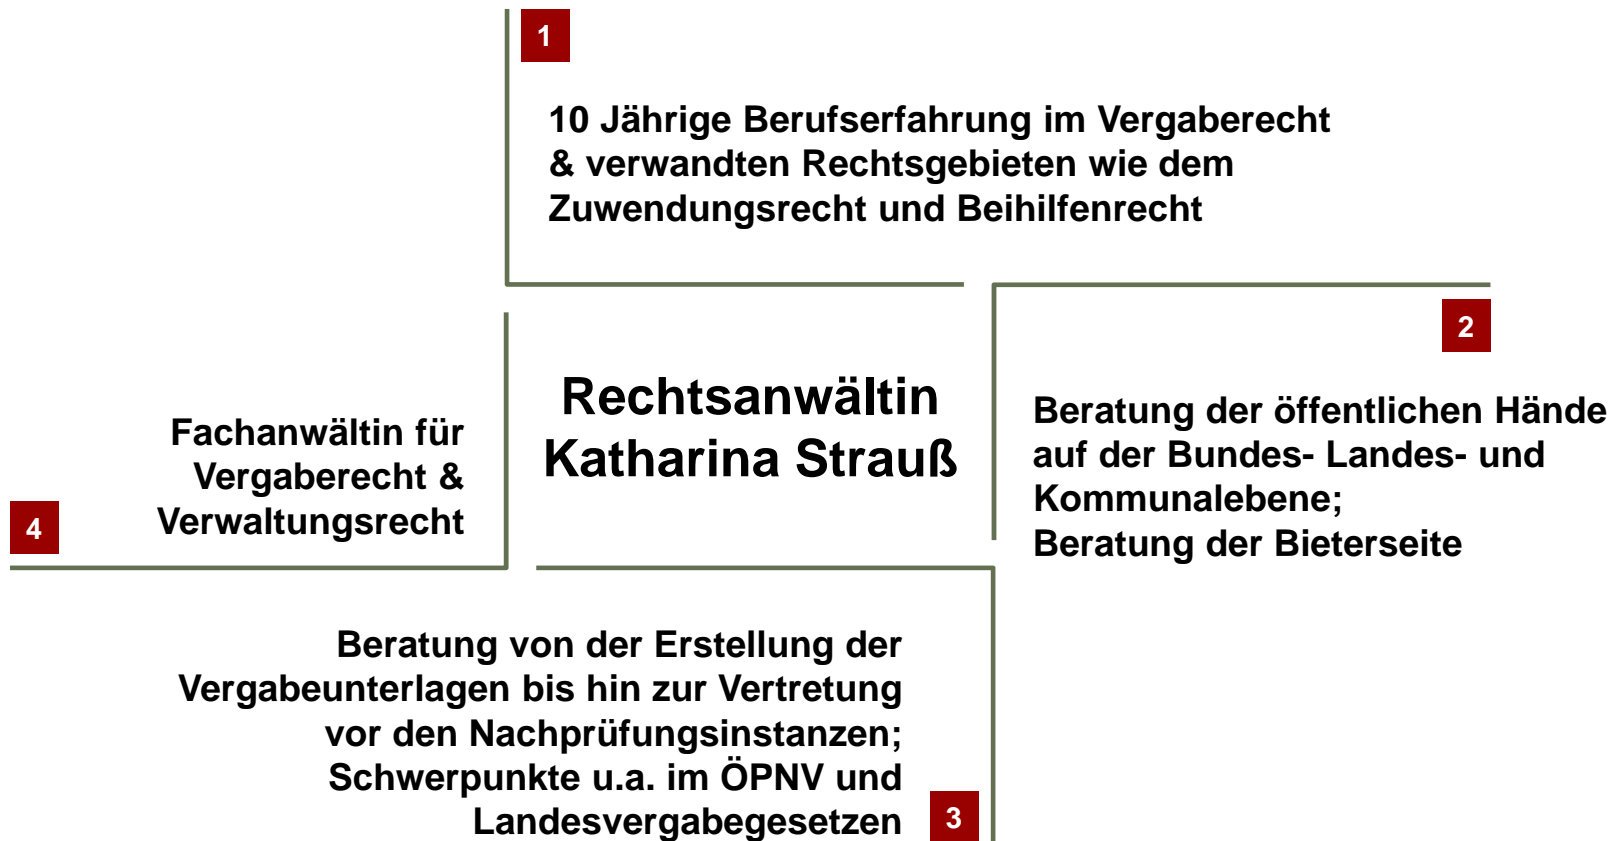 1
10 Jährige Berufserfahrung im Vergaberecht
& verwandten Rechtsgebieten wie dem
Zuwendungsrecht und Beihilfenrecht
2
Beratung der öffentlichen Hände
auf der Bundes- Landes- und
Kommunalebene;
Beratung der Bieterseite
Rechtsanwältin
Katharina Strauß
Fachanwältin für
Vergaberecht &
Verwaltungsrecht
4
Beratung von der Erstellung der
Vergabeunterlagen bis hin zur Vertretung
vor den Nachprüfungsinstanzen;
Schwerpunkte u.a. im ÖPNV und
Landesvergabegesetzen
3